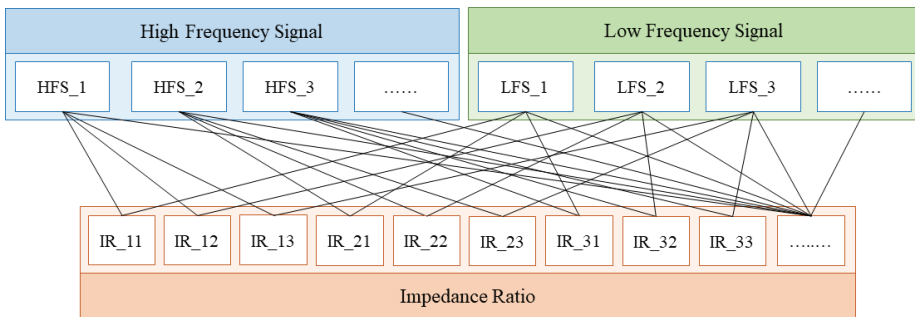 High Frequency Signal
Low Frequency Signal
HFS_1 HFS_2 HFS_3 …… LFS_1 LFS_2 LFS_3 ……
IR_11 IR_12 IR_13 IR_21 IR_22 IR_23 IR_31 IR_32 IR_33 …..…
Impedance Ratio